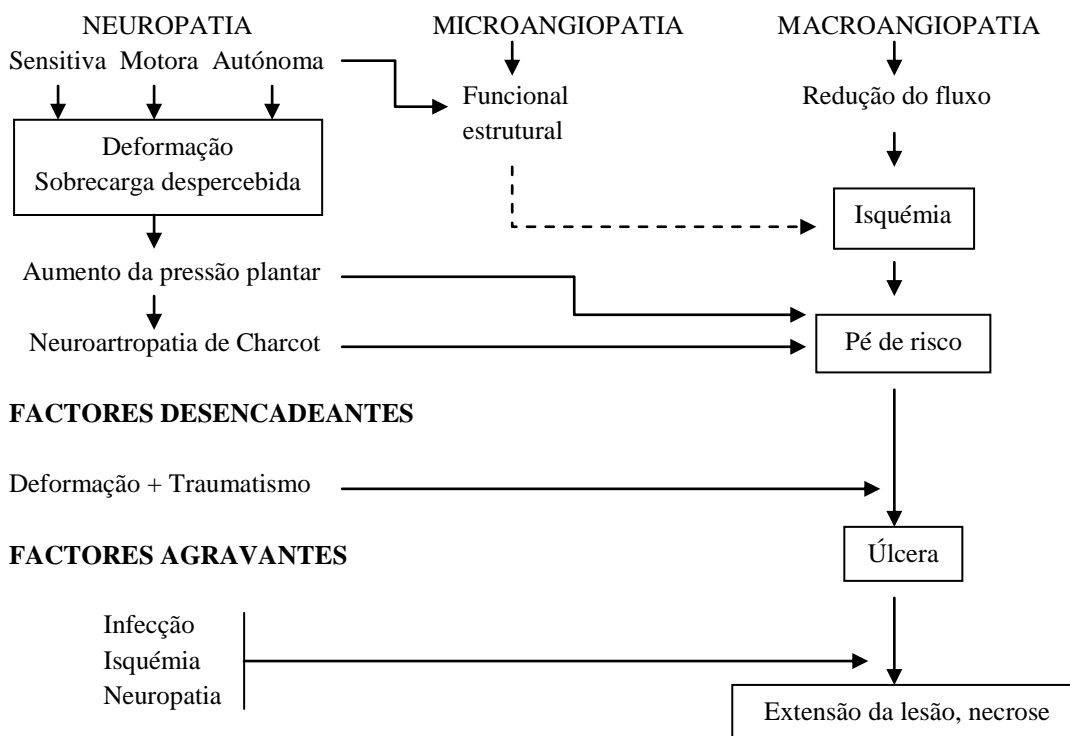 NEUROPATIA MICROANGIOPATIA MACROANGIOPATIA
Sensitiva Motora Autónoma
Funcional
estrutural
Redução do fluxo
Deformação
Sobrecarga despercebida
Isquémia
Aumento da pressão plantar
Neuroartropatia de Charcot
Pé de risco
FACTORES DESENCADEANTES
Deformação + Traumatismo
FACTORES AGRAVANTES
Úlcera
Infecção
Isquémia
Neuropatia
Extensão da lesão, necrose